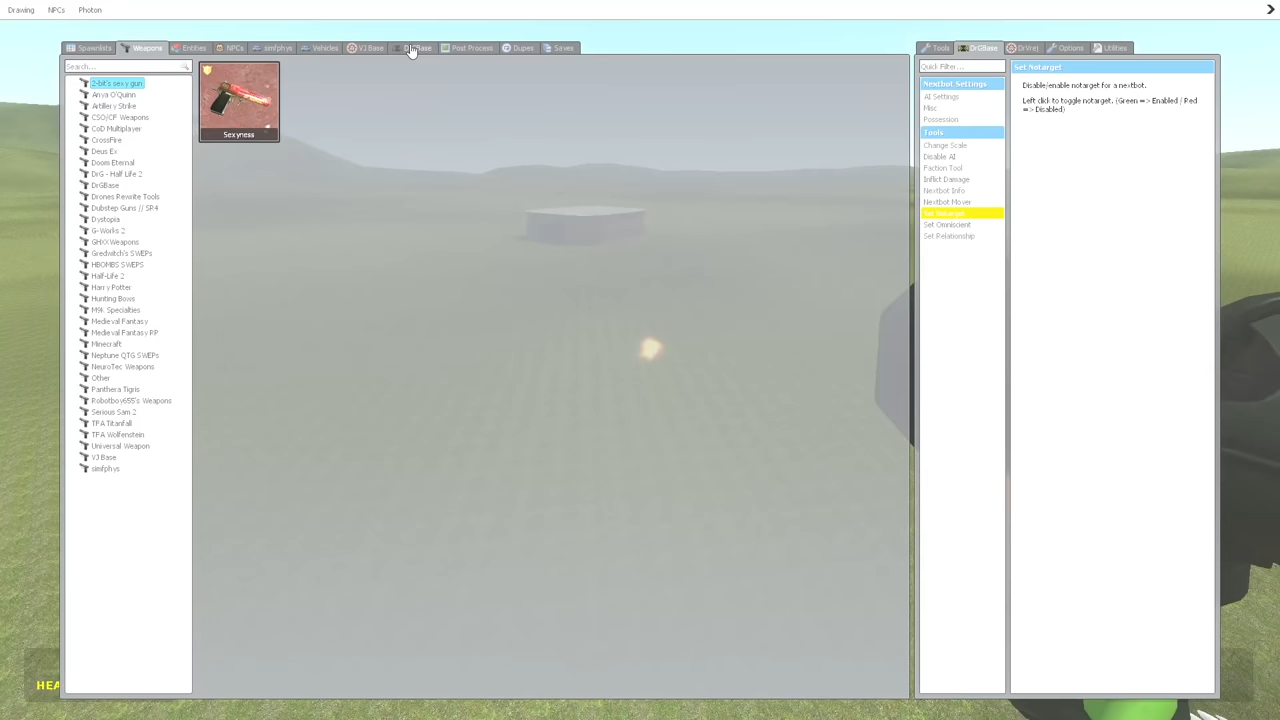 Drawing NPCs Photon
Spawnlists Weapons Entities NPCs simfphys Vehicles VJ Base DrGBase Post Process Dupes Saves
Tools DrGBase DrVrej Options Utilities
Search...
2-bit's sexy gun
Anya O'Quinn
Artillery Strike
CSO/CF Weapons
CoD Multiplayer
CrossFire
Deus Ex
Doom Eternal
DrG - Half Life 2
DrGBase
Drones Rewrite Tools
Dubstep Guns // SR4
Dystopia
G-Works 2
GHXXWeapons
Gredwitch's SWEPs
HBOMBS SWEPS
Half-Life 2
Harry Potter
Hunting Bows
M9K Specialties
Medieval Fantasy
Medieval Fantasy RP
Minecraft
Neptune QTG SWEPs
NeuroTec Weapons
Other
Panthera Tigris
Robotboy655's Weapons
Serious Sam 2
TFA Titanfall
TFA Wolfenstein
Universal Weapon
VJ Base
simfphys
Sexyness
Quick Filter...
Nextbot Settings
AI Settings
Misc
Possession
Tools
Change Scale
Disable AI
Faction Tool
Inflict Damage
Nextbot Info
Nextbot Mover
Set Notarget
Set Omniscient
Set Relationship
Set Notarget
Disable/enable notarget for a nextbot.
Left click to toggle notarget. (Green => Enabled / Red
=> Disabled)
HEA